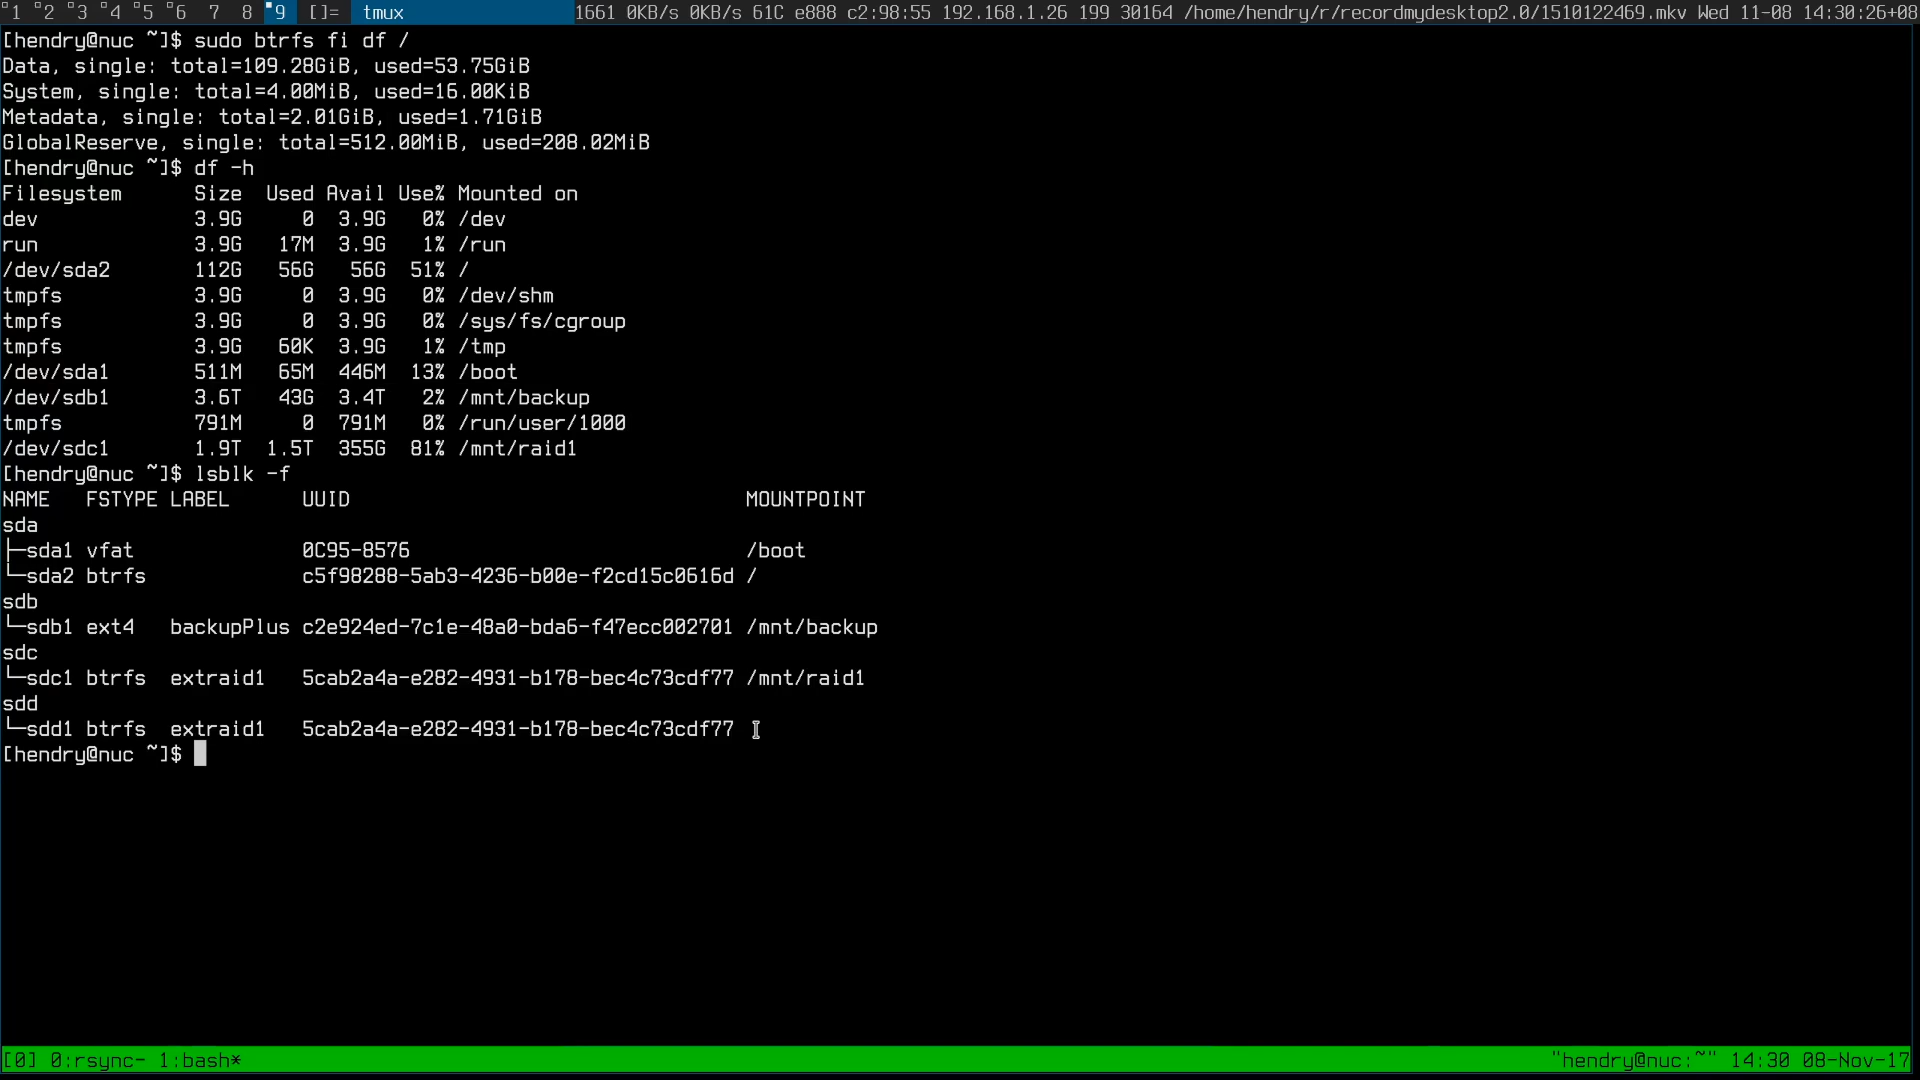 1 2 3 4 5 6 7 8 9 []= tmux 1661 0KB/s 0KB/s 61C e888 c2:98:55 192.168.1.26 199 30164 /home/hendry/r/recordmydesktop2.0/1510122469.mkv Wed 11-08 14:30:26+08
[hendry@nuc ~]$ sudo btrfs fi df /
Data, single: total=109.28GiB, used=53.75GiB
System, single: total=4.00MiB, used=16.00KiB
Metadata, single: total=2.01GiB, used=1.71GiB
GlobalReserve, single: total=512.00MiB, used=208.02MiB
[hendry@nuc ~]$ df -h
Filesystem      Size  Used Avail Use% Mounted on
dev             3.9G     0  3.9G   0% /dev
run             3.9G   17M  3.9G   1% /run
/dev/sda2       112G   56G   56G  51% /
tmpfs           3.9G     0  3.9G   0% /dev/shm
tmpfs           3.9G     0  3.9G   0% /sys/fs/cgroup
tmpfs           3.9G   60K  3.9G   1% /tmp
/dev/sda1       511M   65M  446M  13% /boot
/dev/sdb1       3.6T   43G  3.4T   2% /mnt/backup
tmpfs           791M     0  791M   0% /run/user/1000
/dev/sdc1       1.9T  1.5T  355G  81% /mnt/raid1
[hendry@nuc ~]$ lsblk -f
NAME   FSTYPE LABEL      UUID                                 MOUNTPOINT
sda
├─sda1 vfat              0C95-8576                            /boot
└─sda2 btrfs             c5f98288-5ab3-4236-b00e-f2cd15c0616d /
sdb
└─sdb1 ext4   backupPlus c2e924ed-7c1e-48a0-bda6-f47ecc002701 /mnt/backup
sdc
└─sdc1 btrfs  extraid1   5cab2a4a-e282-4931-b178-bec4c73cdf77 /mnt/raid1
sdd
└─sdd1 btrfs  extraid1   5cab2a4a-e282-4931-b178-bec4c73cdf77
[hendry@nuc ~]$
[0] 0:rsync- 1:bash* "hendry@nuc:~" 14:30 08-Nov-17